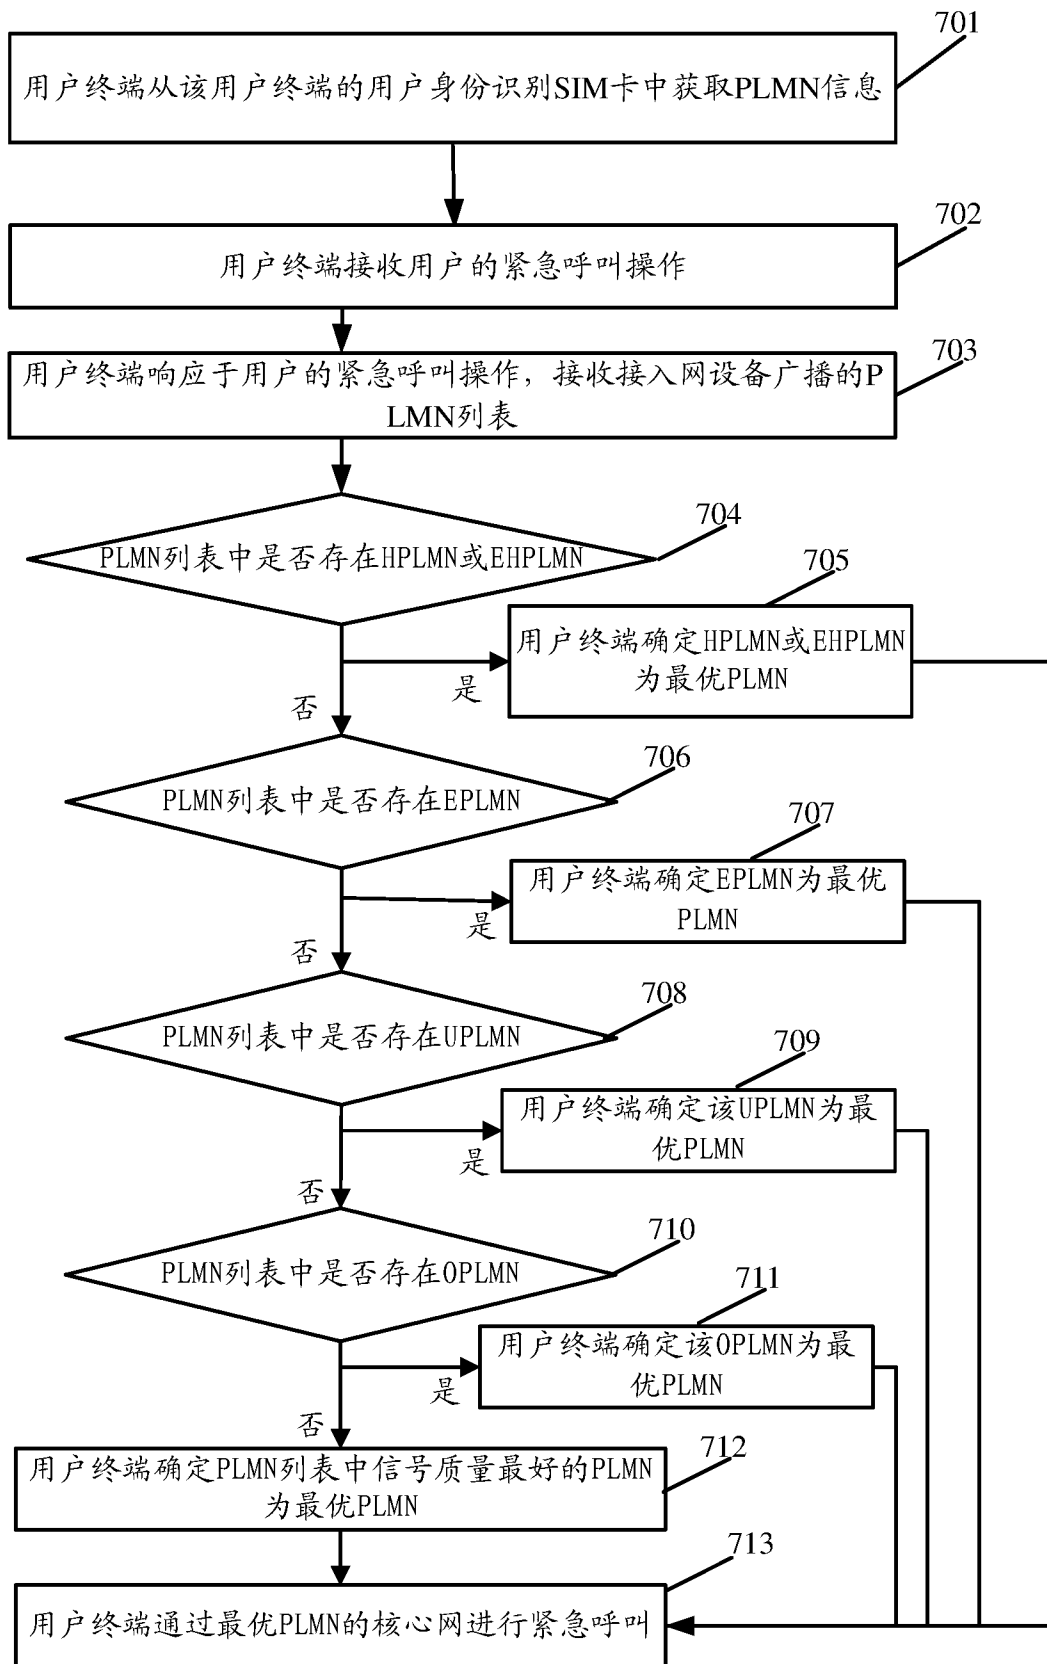 701
用户终端从该用户终端的用户身份识别SIM卡中获取PLMN信息
702
用户终端接收用户的紧急呼叫操作
703
用户终端响应于用户的紧急呼叫操作，接收接入网设备广播的P
LMN列表
704
PLMN列表中是否存在HPLMN或EHPLMN
705
用户终端确定HPLMN或EHPLMN
为最优PLMN
是
否
706
PLMN列表中是否存在EPLMN
707
用户终端确定EPLMN为最优
PLMN
是
否
708
PLMN列表中是否存在UPLMN
709
用户终端确定该UPLMN为最
优PLMN
是
否
710
PLMN列表中是否存在OPLMN
711
用户终端确定该OPLMN为最
优PLMN
是
否
712
用户终端确定PLMN列表中信号质量最好的PLMN
为最优PLMN
713
用户终端通过最优PLMN的核心网进行紧急呼叫